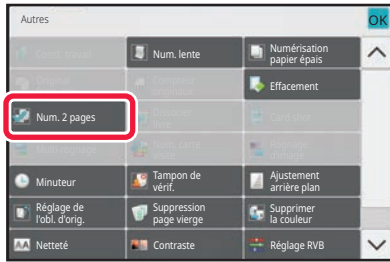 Autres
OK
Num. lente
Numérisation
papier épais
Effacement
Num. 2 pages
Minuteur
Tampon de
vérif.
Ajustement
arrière plan
Réglage de
l'obl. d'orig.
Suppression
page vierge
Supprimer
la couleur
AA Netteté
Contraste
Réglage RVB